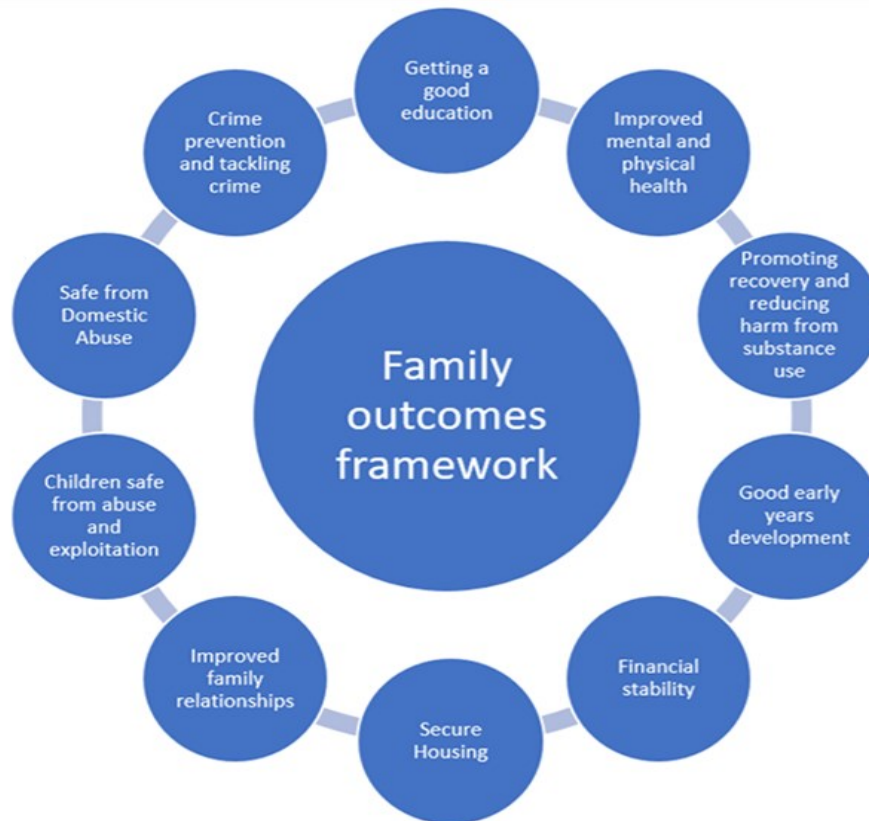 Getting a
good
education
Improved
mental and
physical
health
Promoting
recovery and
reducing
harm from
substance
use
Good early
years
development
Financial
stability
Secure
Housing
Improved
family
relationships
Children safe
from abuse
and
exploitation
Safe from
Domestic
Abuse
Crime
prevention
and tackling
crime
Family
outcomes
framework